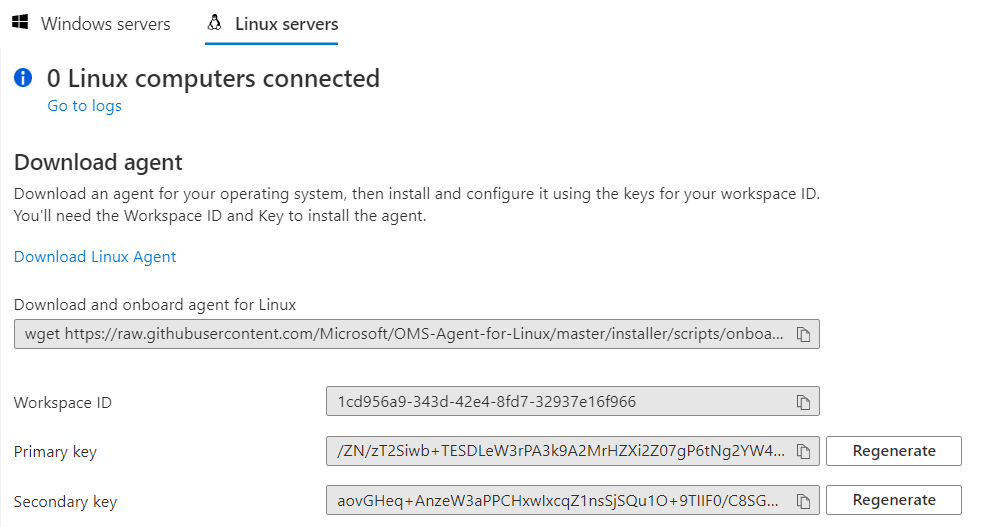 Windows servers Linux servers
0 Linux computers connected
Go to logs
Download agent
Download an agent for your operating system, then install and configure it using the keys for your workspace ID.
You'll need the Workspace ID and Key to install the agent.
Download Linux Agent
Download and onboard agent for Linux
wget https://raw.githubusercontent.com/Microsoft/OMS-Agent-for-Linux/master/installer/scripts/onboa...
Workspace ID 1cd956a9-343d-42e4-8fd7-32937e16f966
Primary key /ZN/zT2Siwb+TESDLeW3rPA3k9A2MrHZXi2Z07gP6tNg2YW4... Regenerate
Secondary key aovGHeq+AnzeW3aPPCHxwIxcqZ1nsSjSQu1O+9TIIF0/C8SG... Regenerate